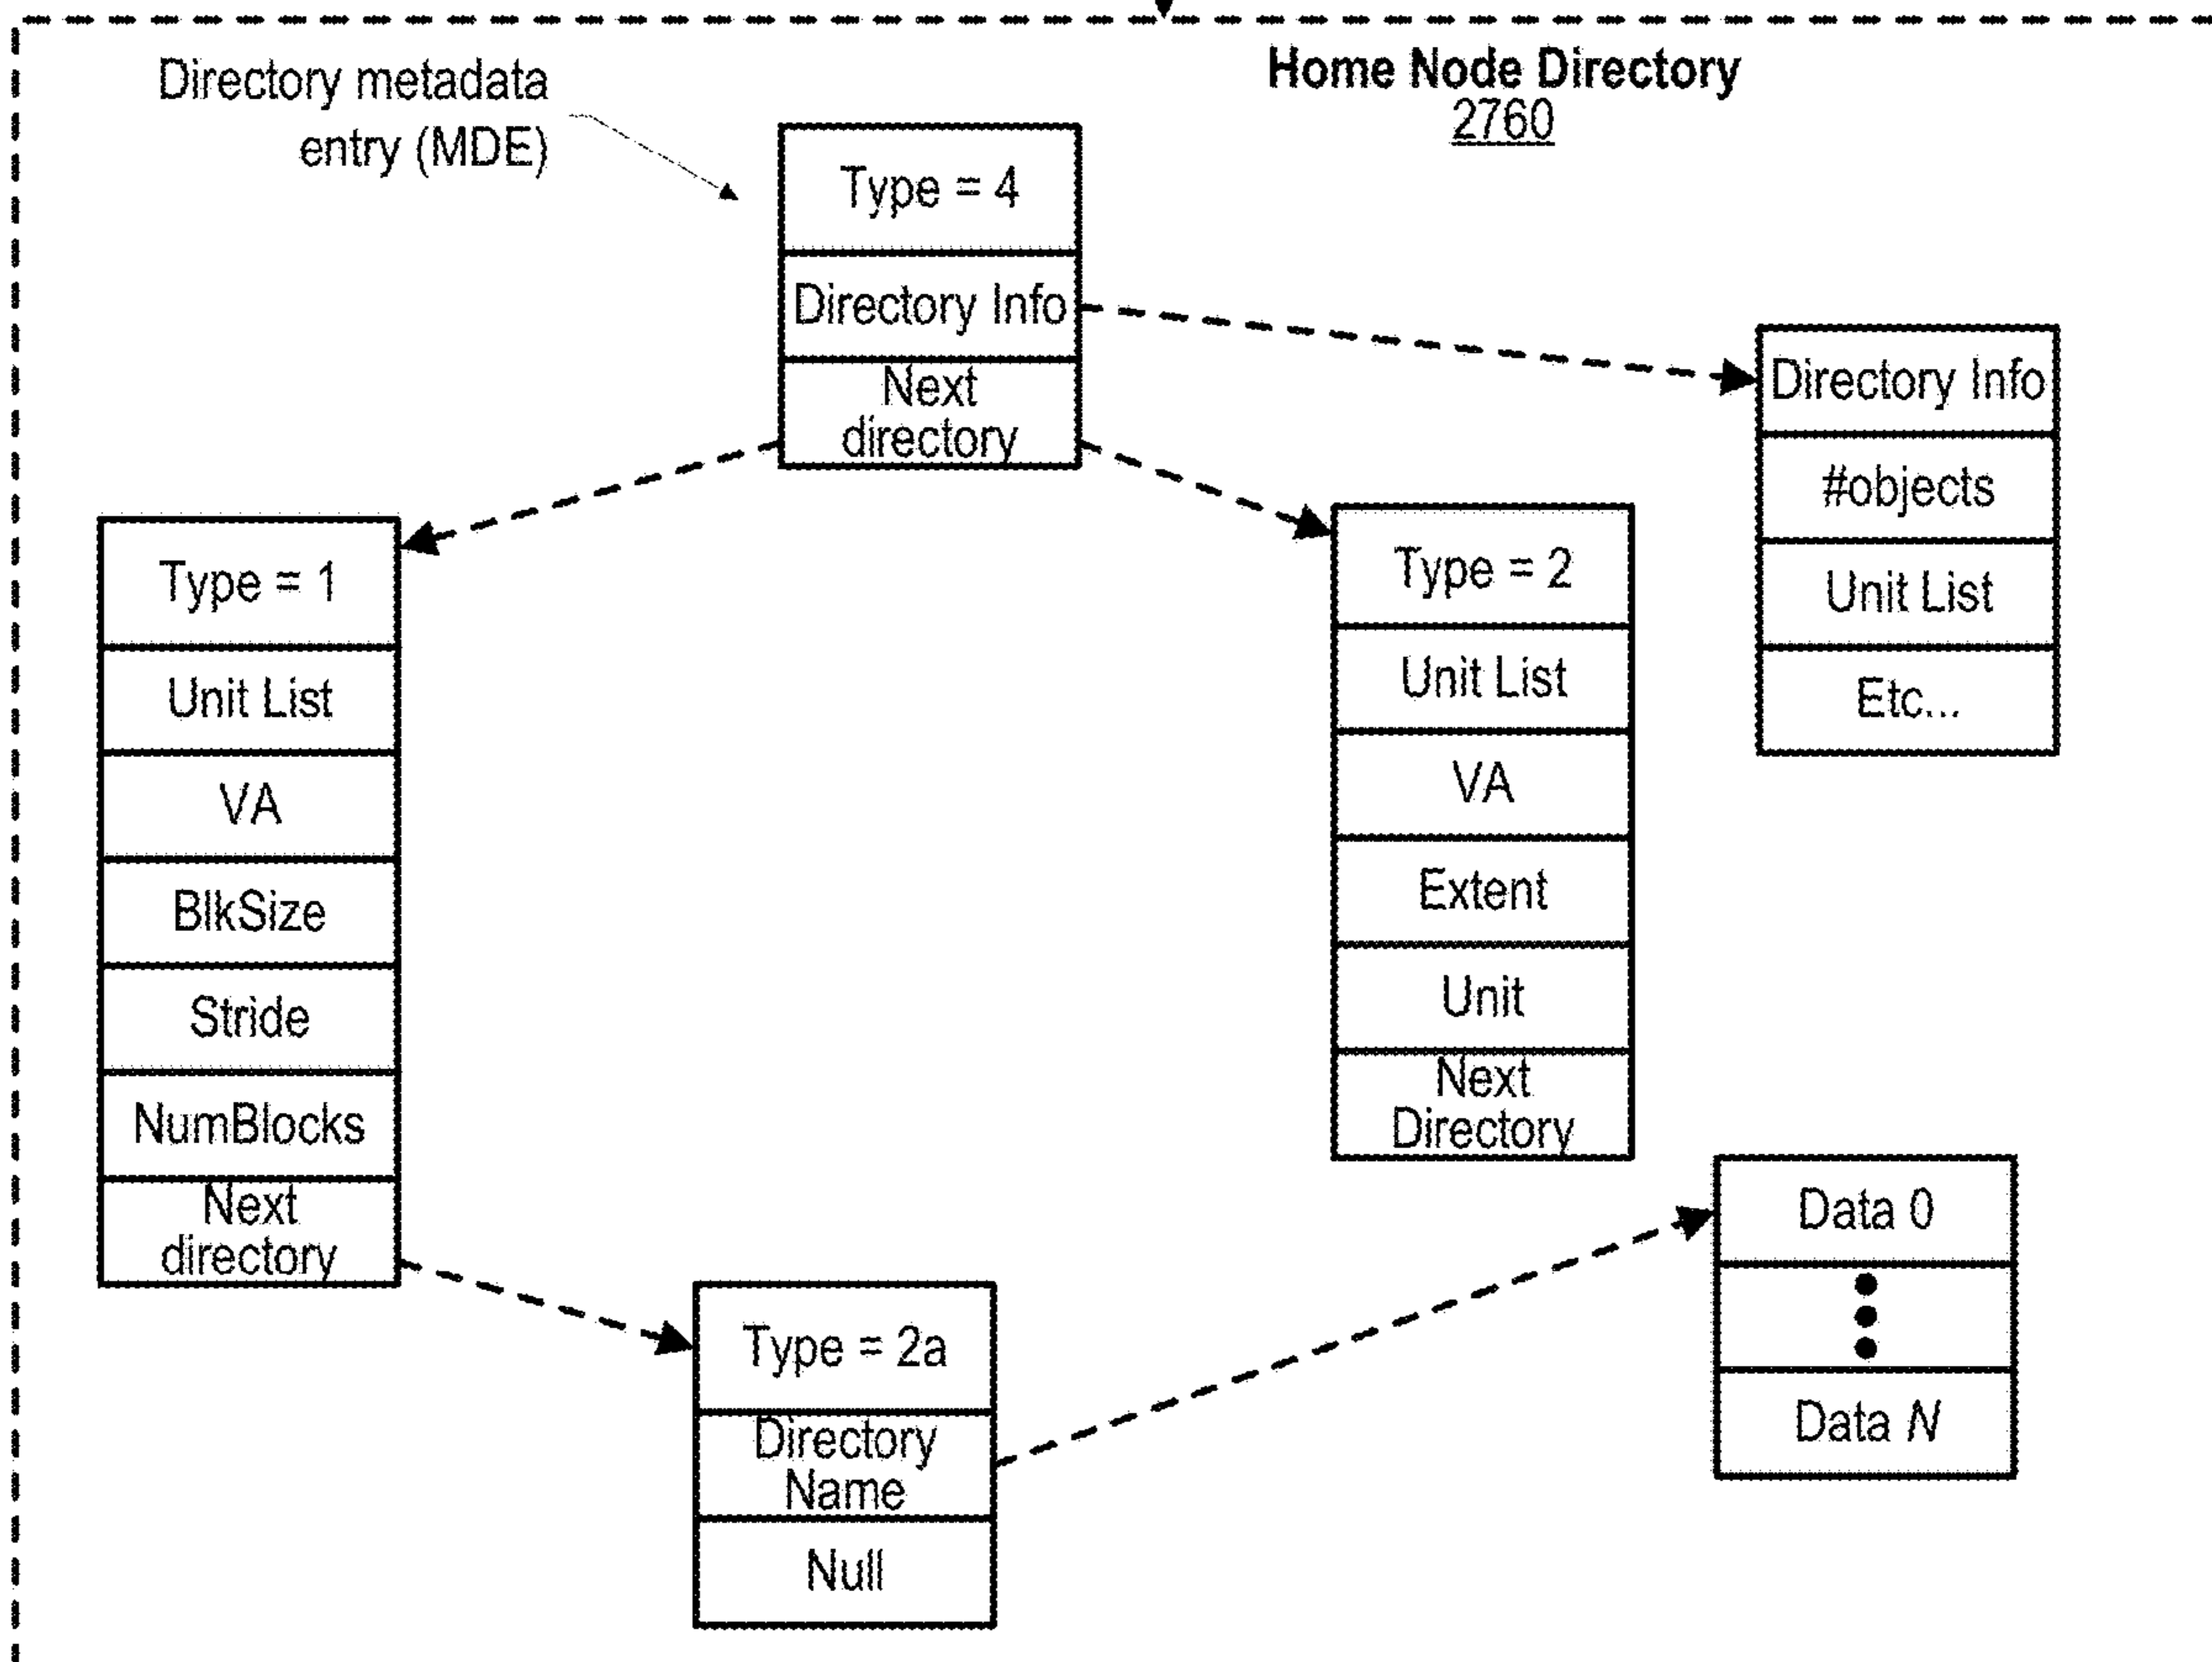 Directory metadata
entry (MDE)
Home Node Directory
2760
Type = 4
Directory Info
Next
directory
Directory Info
#objects
Unit List
Etc...
Type = 1
Unit List
VA
BlkSize
Stride
NumBlocks
Next
directory
Type = 2
Unit List
VA
Extent
Unit
Next
Directory
Type = 2a
Directory
Name
Null
Data 0
Data N